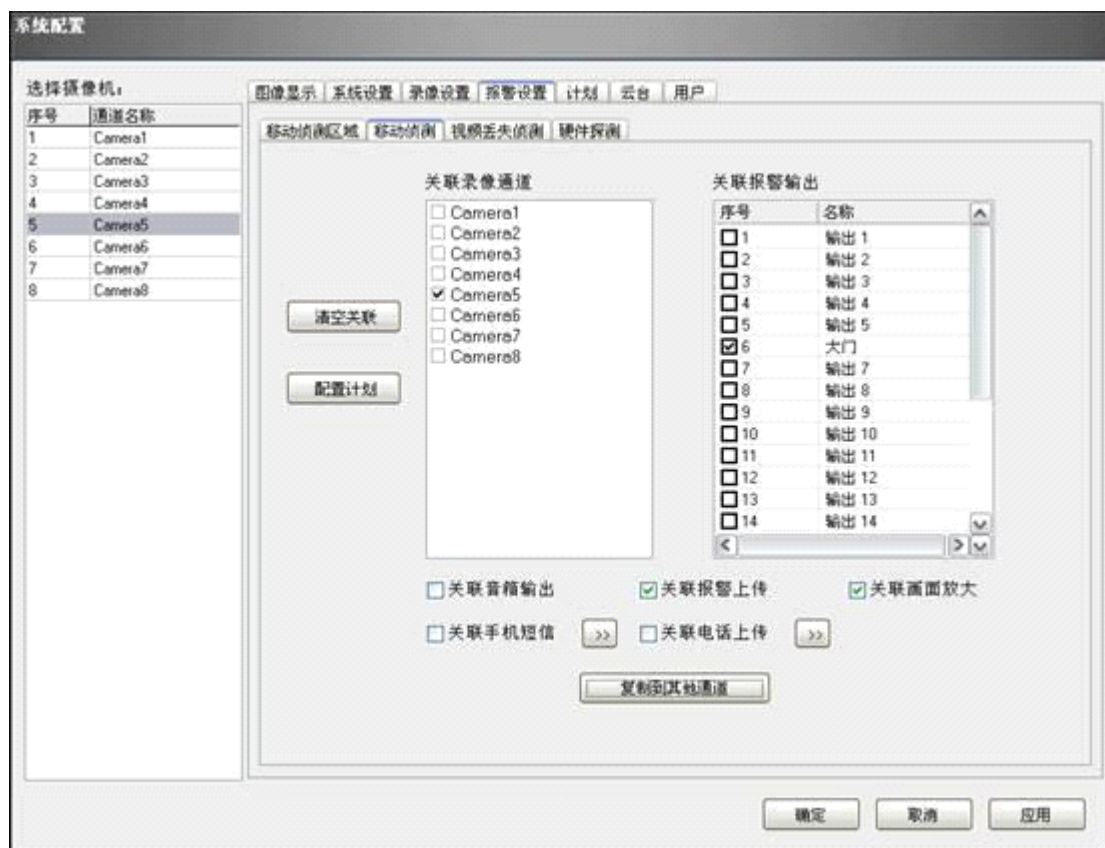 系统配置
选择摄像机：
序号 通道名称
1 Camera1
2 Camera2
3 Camera3
4 Camera4
5 Camera5
6 Camera6
7 Camera7
8 Camera8
图像显示 系统设置 录像设置 报警设置 计划 云台 用户
移动侦测区域 移动侦测 视频丢失侦测 硬件探测
关联录像通道
Camera1
Camera2
Camera3
Camera4
Camera5
Camera6
Camera7
Camera8
清空关联
配置计划
关联报警输出
序号 名称
1 输出 1
2 输出 2
3 输出 3
4 输出 4
5 输出 5
6 大门
7 输出 7
8 输出 8
9 输出 9
10 输出 10
11 输出 11
12 输出 12
13 输出 13
14 输出 14
关联音箱输出 关联报警上传 关联画面放大
关联手机短信 >> 关联电话上传 >>
复制到其他通道
确定 取消 应用